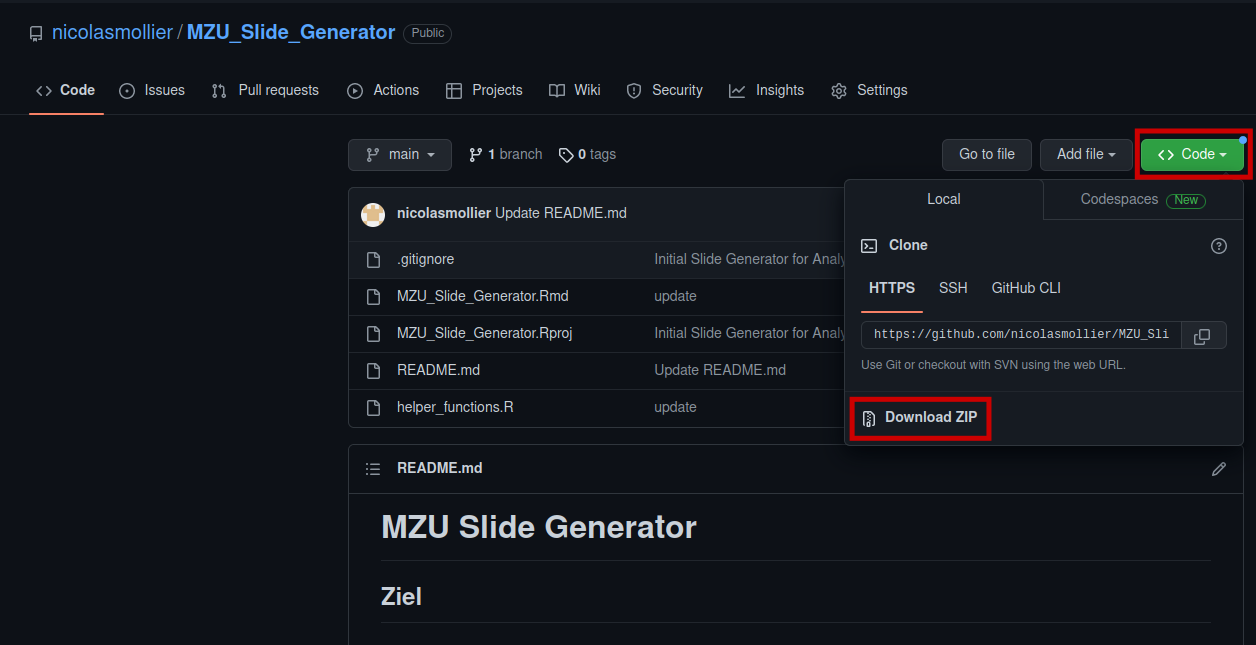 nicolasmollier / MZU_Slide_Generator Public
Code Issues Pull requests Actions Projects Wiki Security Insights Settings
main 1 branch 0 tags Go to file Add file Code
nicolasmollier Update README.md
.gitignore Initial Slide Generator for Analy
MZU_Slide_Generator.Rmd update
MZU_Slide_Generator.Rproj Initial Slide Generator for Analy
README.md Update README.md
helper_functions.R update
Local Codespaces New
Clone
HTTPS SSH GitHub CLI
https://github.com/nicolasmollier/MZU_Sli
Use Git or checkout with SVN using the web URL.
Download ZIP
README.md
MZU Slide Generator
Ziel